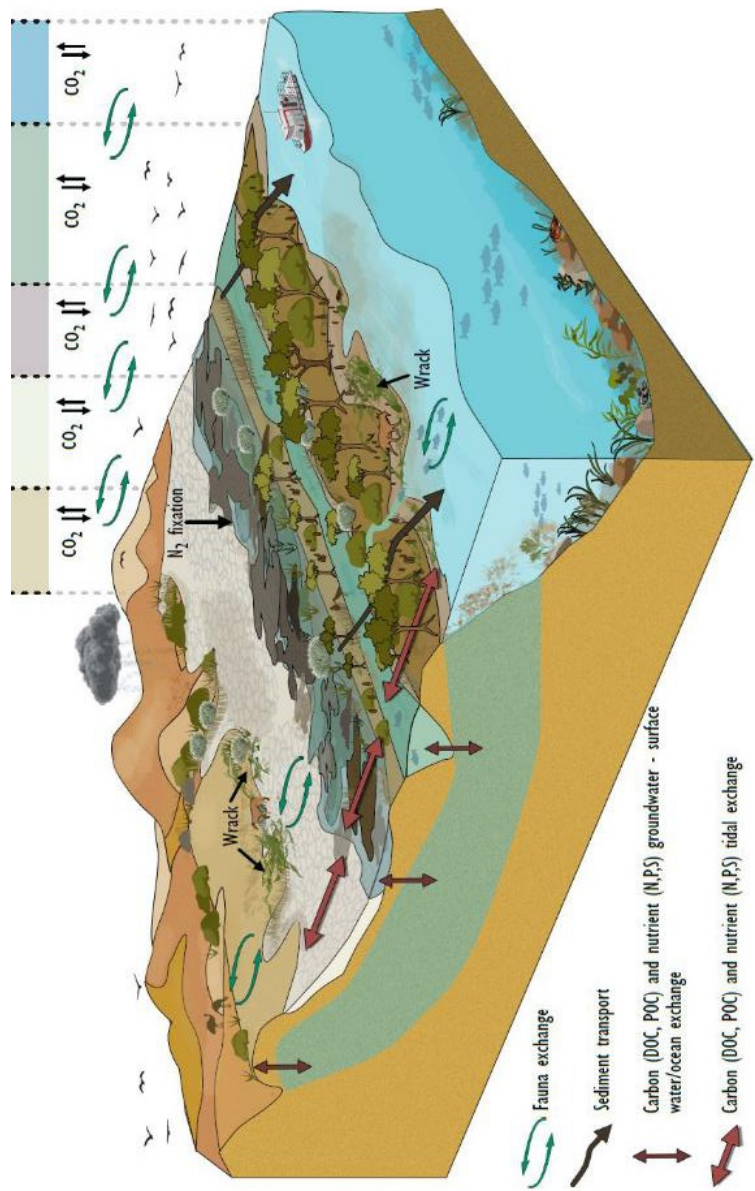 CO2
CO2
CO2
CO2
CO2
N2 fixation
Wrack
Wrack
Fauna exchange
Sediment transport
Carbon (DOC, POC) and nutrient (N,P,S) groundwater - surface
water/ocean exchange
Carbon (DOC, POC) and nutrient (N,P,S) tidal exchange